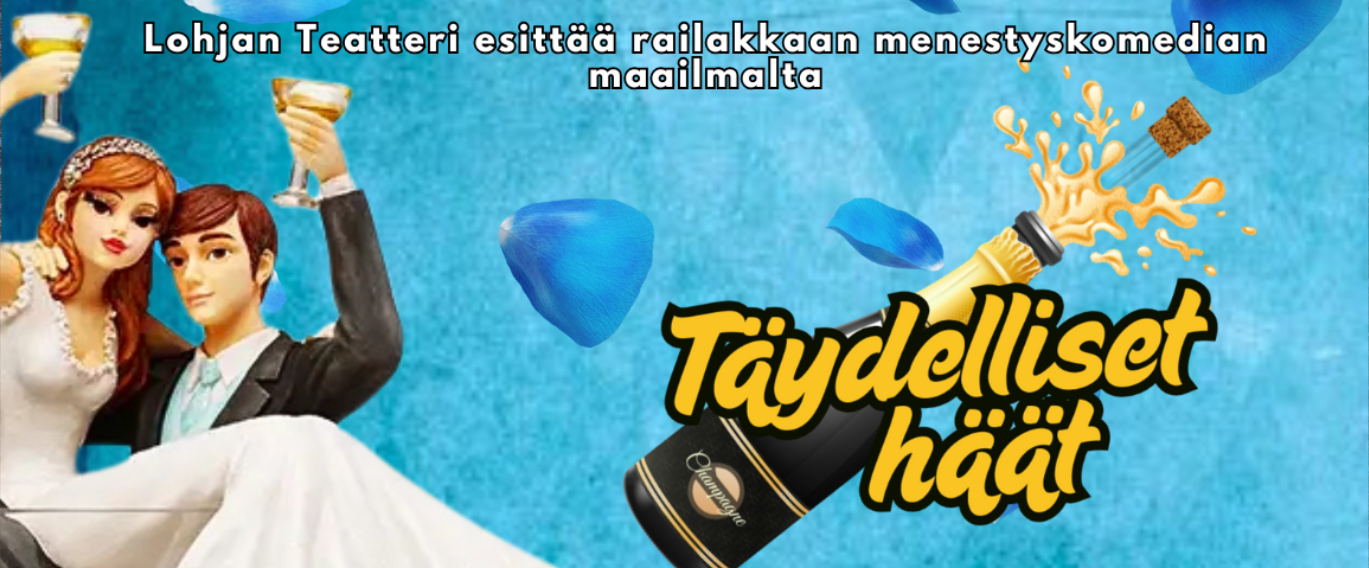 Lohjan Teatteri esittää railakkaan menestyskomedian
maailmalta
Täydelliset
häät
Champagne